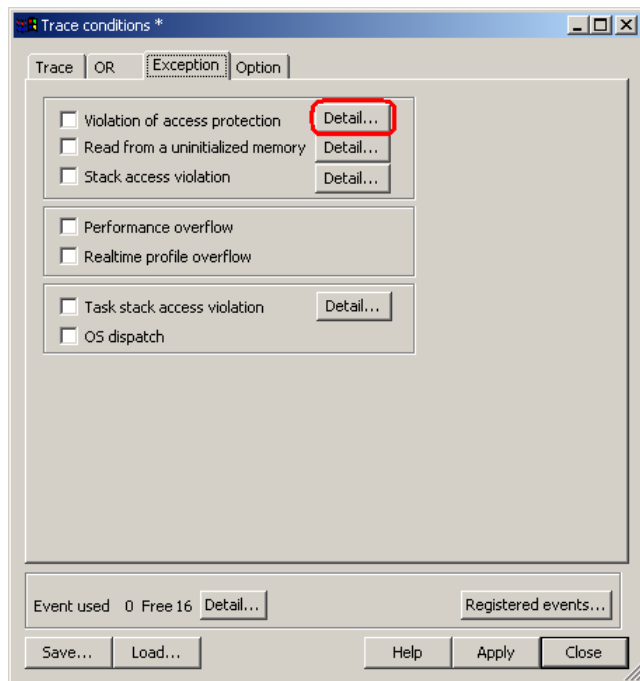 Trace conditions *
Trace OR Exception Option
Violation of access protection Detail...
Read from a uninitialized memory Detail...
Stack access violation Detail...
Performance overflow
Realtime profile overflow
Task stack access violation Detail...
OS dispatch
Event used 0 Free 16 Detail... Registered events...
Save... Load... Help Apply Close